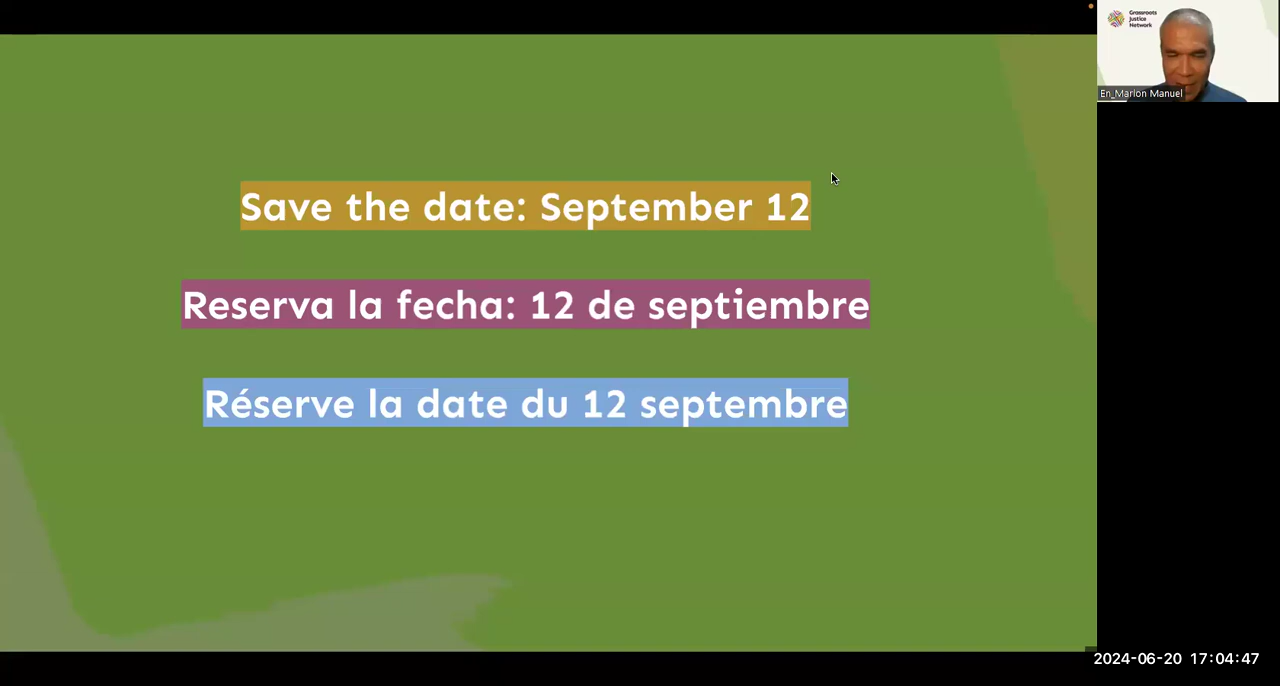 Save the date: September 12
Reserva la fecha: 12 de septiembre
Réserve la date du 12 septembre
Grassroots
Justice
Network
En_Marlon Manuel
2024-06-20 17:04:47